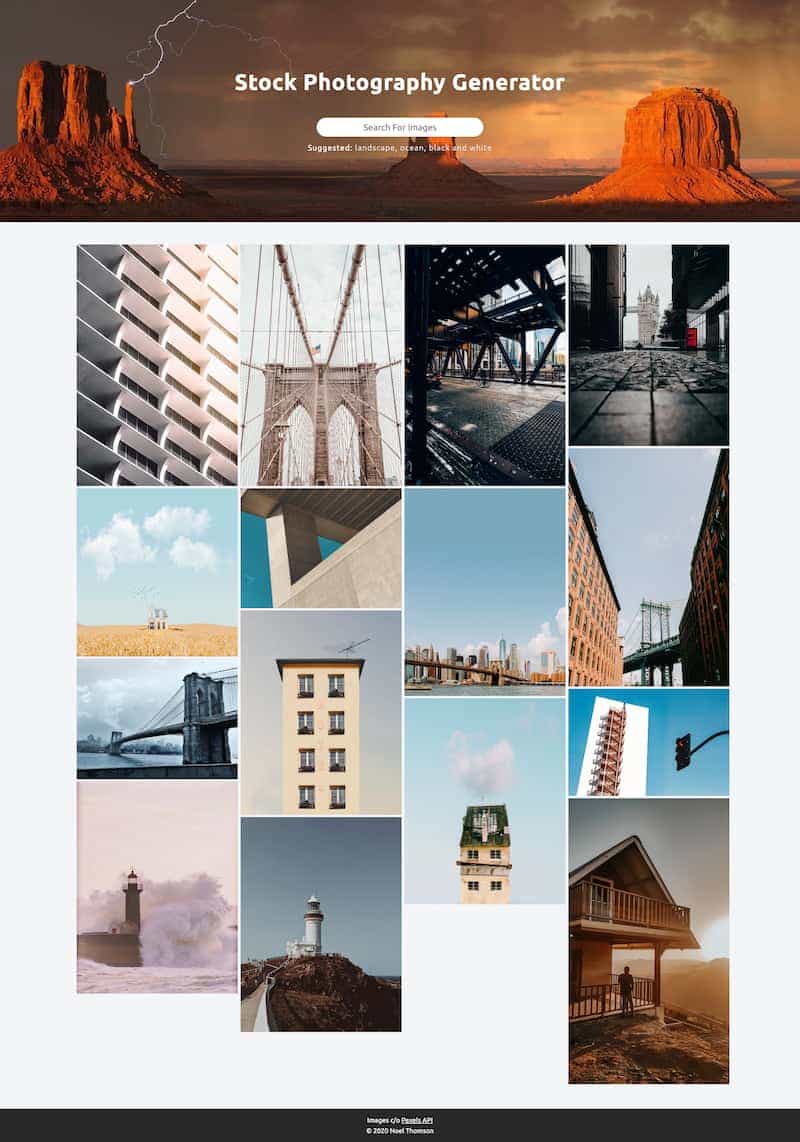 Stock Photography Generator
Search For Images
Suggested: landscape, ocean, black and white
Images c/o Pexels API
© 2020 Noel Thomson